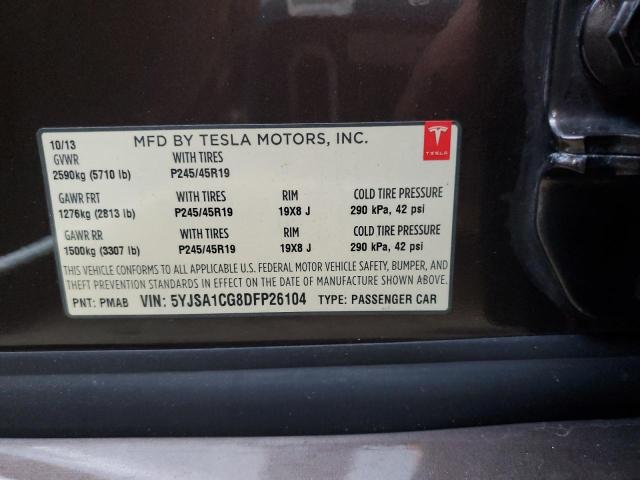 10/13 MFD BY TESLA MOTORS, INC.
GVWR WITH TIRES
2590kg (5710 lb) P245/45R19
TESLA
GAWR FRT WITH TIRES RIM COLD TIRE PRESSURE
1276kg (2813 lb) P245/45R19 19X8 J 290 kPa, 42 psi
GAWR RR WITH TIRES RIM COLD TIRE PRESSURE
1500kg (3307 lb) P245/45R19 19X8 J 290 kPa, 42 psi
THIS VEHICLE CONFORMS TO ALL APPLICABLE U.S. FEDERAL MOTOR VEHICLE SAFETY, BUMPER, AND
THEFT PREVENTION STANDARDS IN EFFECT ON THE DATE OF MANUFACTURE SHOWN ABOVE.
PNT: PMAB VIN: 5YJSA1CG8DFP26104 TYPE: PASSENGER CAR